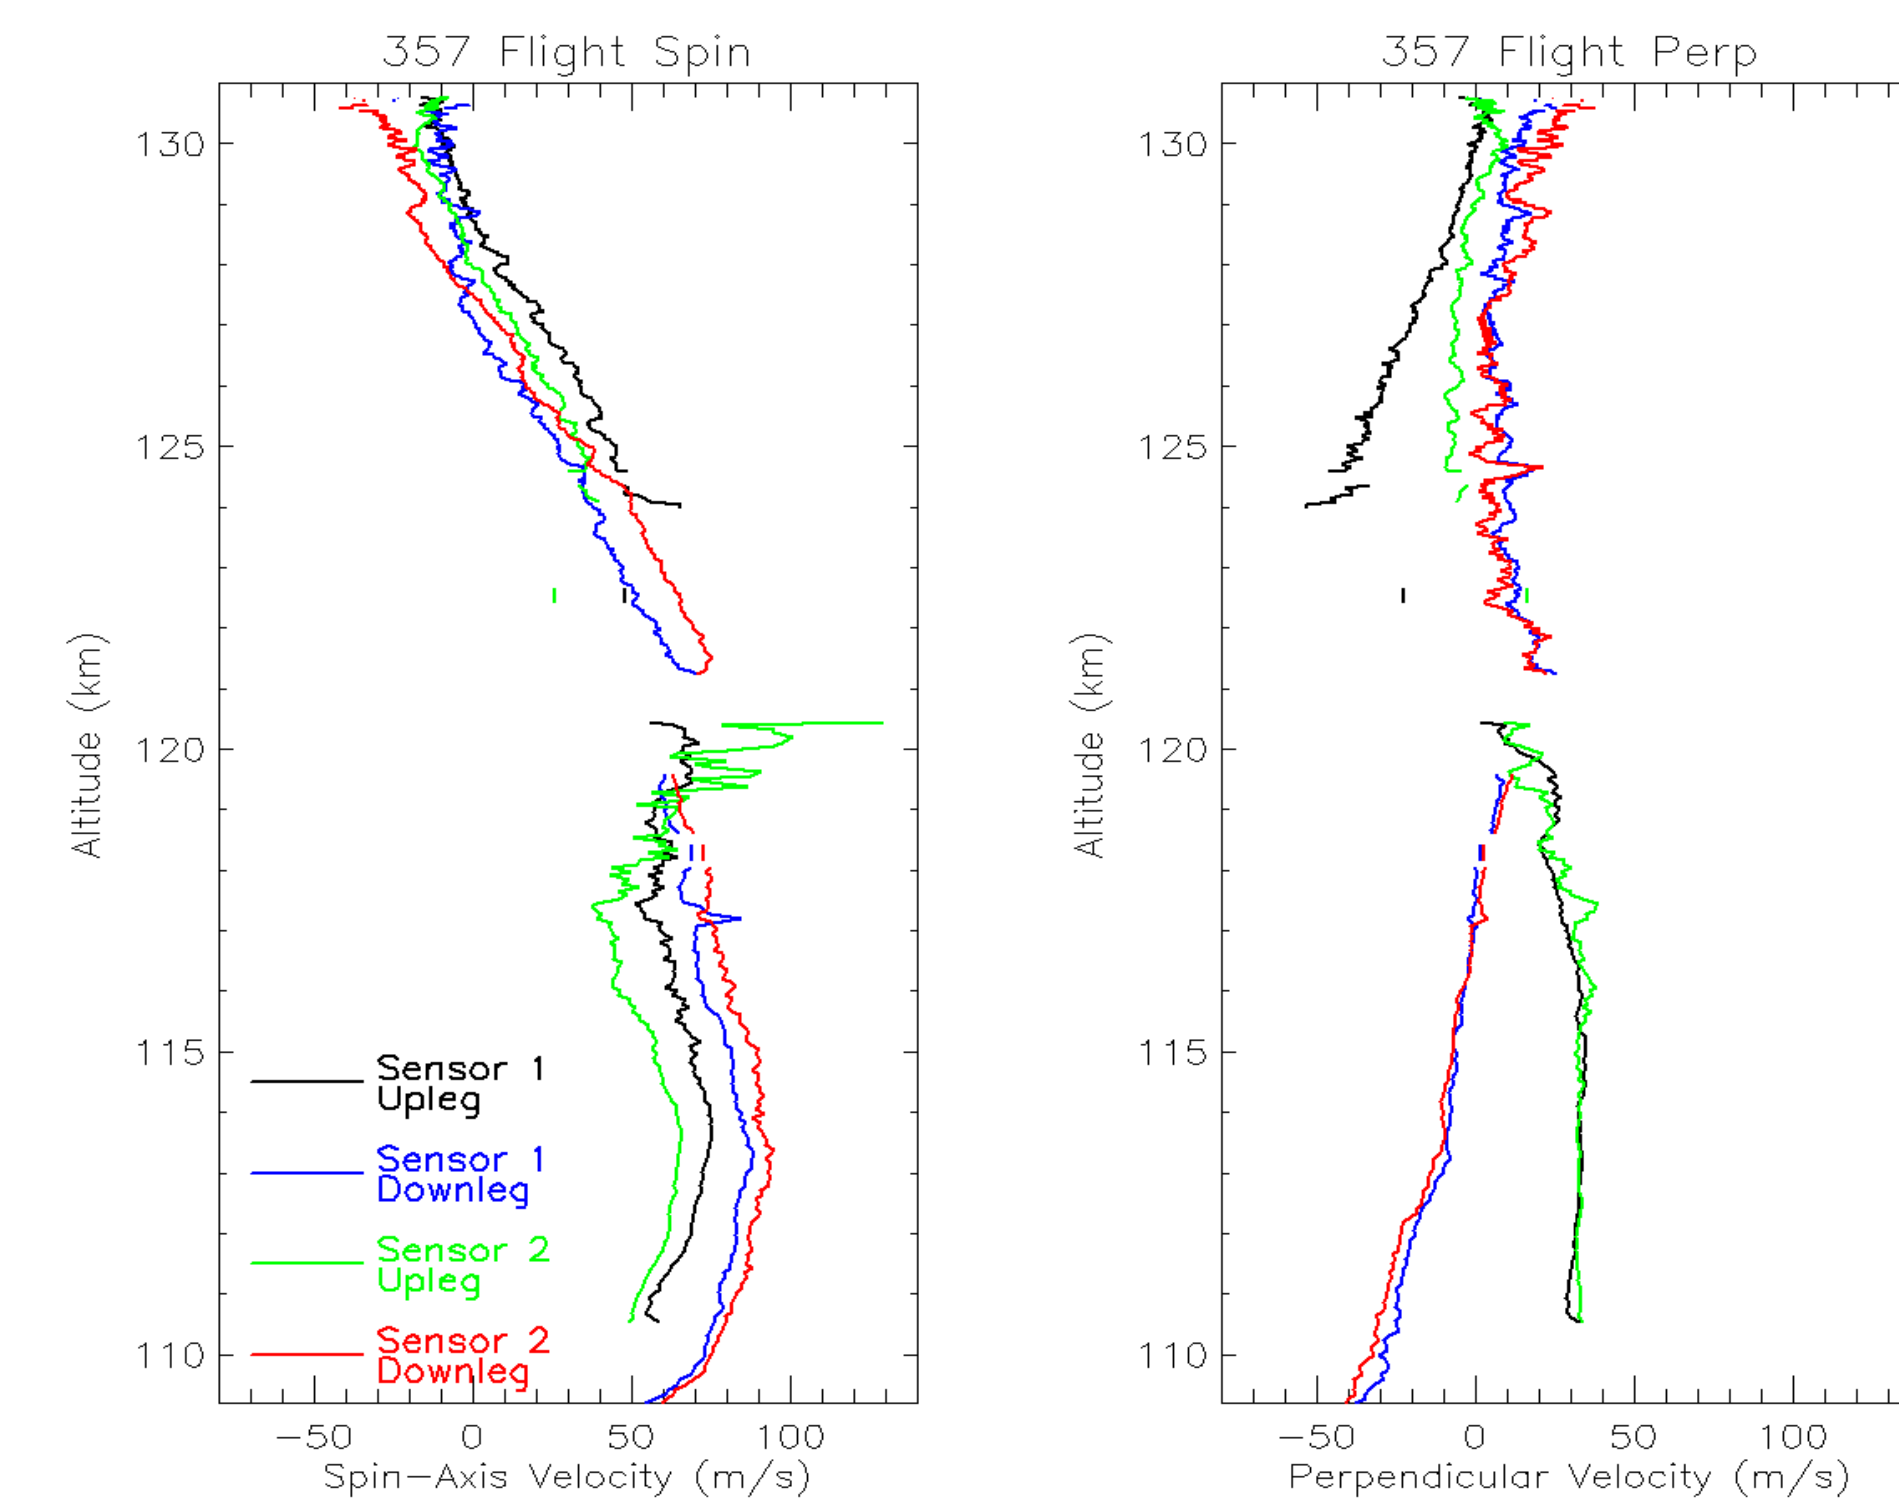 357 Flight Spin
130
125
120
115
110
Altitude (km)
Sensor 1
Upleg
Sensor 1
Downleg
Sensor 2
Upleg
Sensor 2
Downleg
−50 0 50 100
Spin−Axis Velocity (m/s)
357 Flight Perp
130
125
120
115
110
Altitude (km)
−50 0 50 100
Perpendicular Velocity (m/s)